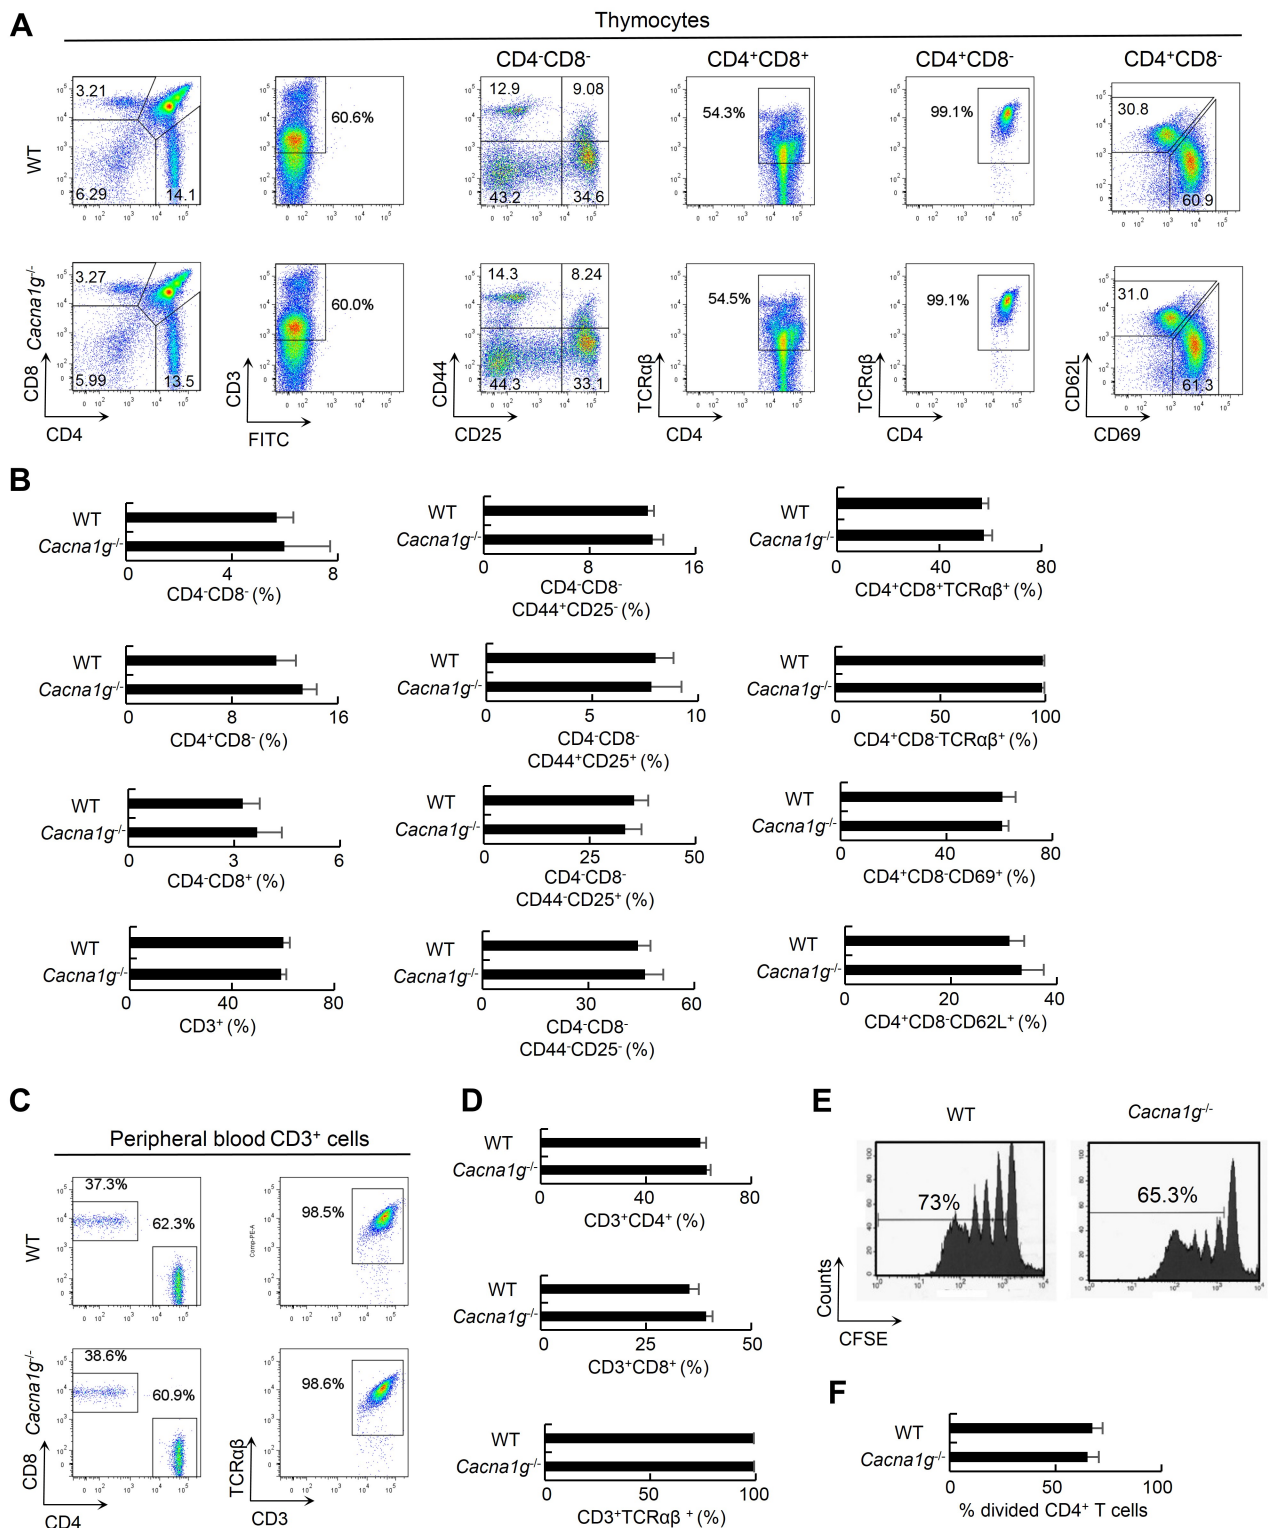 A
Thymocytes
CD4-CD8-
CD4+CD8+
CD4+CD8-
CD4+CD8-
WT
3.21
6.29
14.1
60.6%
12.9
9.08
43.2
34.6
54.3%
99.1%
30.8
60.9
Cacna1g-/-
3.27
5.99
13.5
60.0%
14.3
8.24
44.3
33.1
54.5%
99.1%
31.0
61.3
CD8
CD4
CD3
FITC
CD44
CD25
TCRαβ
CD4
TCRαβ
CD4
CD62L
CD69
B
WT
Cacna1g-/-
0 4 8
CD4-CD8- (%)
WT
Cacna1g-/-
0 8 16
CD4-CD8-
CD44+CD25- (%)
WT
Cacna1g-/-
0 40 80
CD4+CD8+TCRαβ+ (%)
WT
Cacna1g-/-
0 8 16
CD4+CD8- (%)
WT
Cacna1g-/-
0 5 10
CD4-CD8-
CD44+CD25+ (%)
WT
Cacna1g-/-
0 50 100
CD4+CD8-TCRαβ+ (%)
WT
Cacna1g-/-
0 3 6
CD4-CD8+ (%)
WT
Cacna1g-/-
0 25 50
CD4-CD8-
CD44-CD25+ (%)
WT
Cacna1g-/-
0 40 80
CD4+CD8-CD69+ (%)
WT
Cacna1g-/-
0 40 80
CD3+ (%)
WT
Cacna1g-/-
0 30 60
CD4-CD8-
CD44-CD25- (%)
WT
Cacna1g-/-
0 20 40
CD4+CD8-CD62L+ (%)
C
Peripheral blood CD3+ cells
WT
37.3%
62.3%
98.5%
Comp-PE-A
Cacna1g-/-
38.6%
60.9%
98.6%
CD8
CD4
TCRαβ
CD3
D
WT
Cacna1g-/-
0 40 80
CD3+CD4+ (%)
WT
Cacna1g-/-
0 25 50
CD3+CD8+ (%)
WT
Cacna1g-/-
0 50 100
CD3+TCRαβ + (%)
E
WT
Cacna1g-/-
73%
65.3%
Counts
CFSE
F
WT
Cacna1g-/-
0 50 100
% divided CD4+ T cells